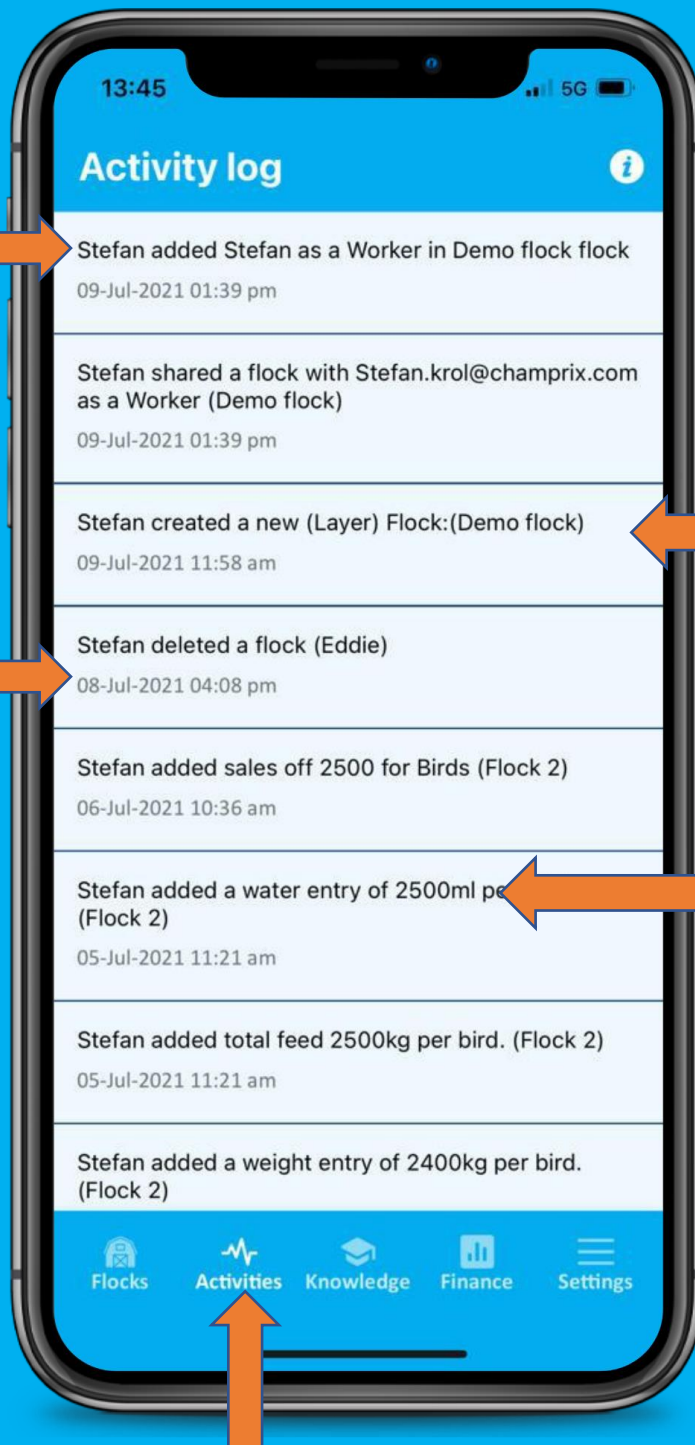 13:45
5G
Activity log
Stefan added Stefan as a Worker in Demo flock flock
09-Jul-2021 01:39 pm
Stefan shared a flock with Stefan.krol@champrix.com
as a Worker (Demo flock)
09-Jul-2021 01:39 pm
Stefan created a new (Layer) Flock:(Demo flock)
09-Jul-2021 11:58 am
Stefan deleted a flock (Eddie)
08-Jul-2021 04:08 pm
Stefan added sales off 2500 for Birds (Flock 2)
06-Jul-2021 10:36 am
Stefan added a water entry of 2500ml
(Flock 2)
05-Jul-2021 11:21 am
Stefan added total feed 2500kg per bird. (Flock 2)
05-Jul-2021 11:21 am
Stefan added a weight entry of 2400kg per bird.
(Flock 2)
Flocks Activities Knowledge Finance Settings